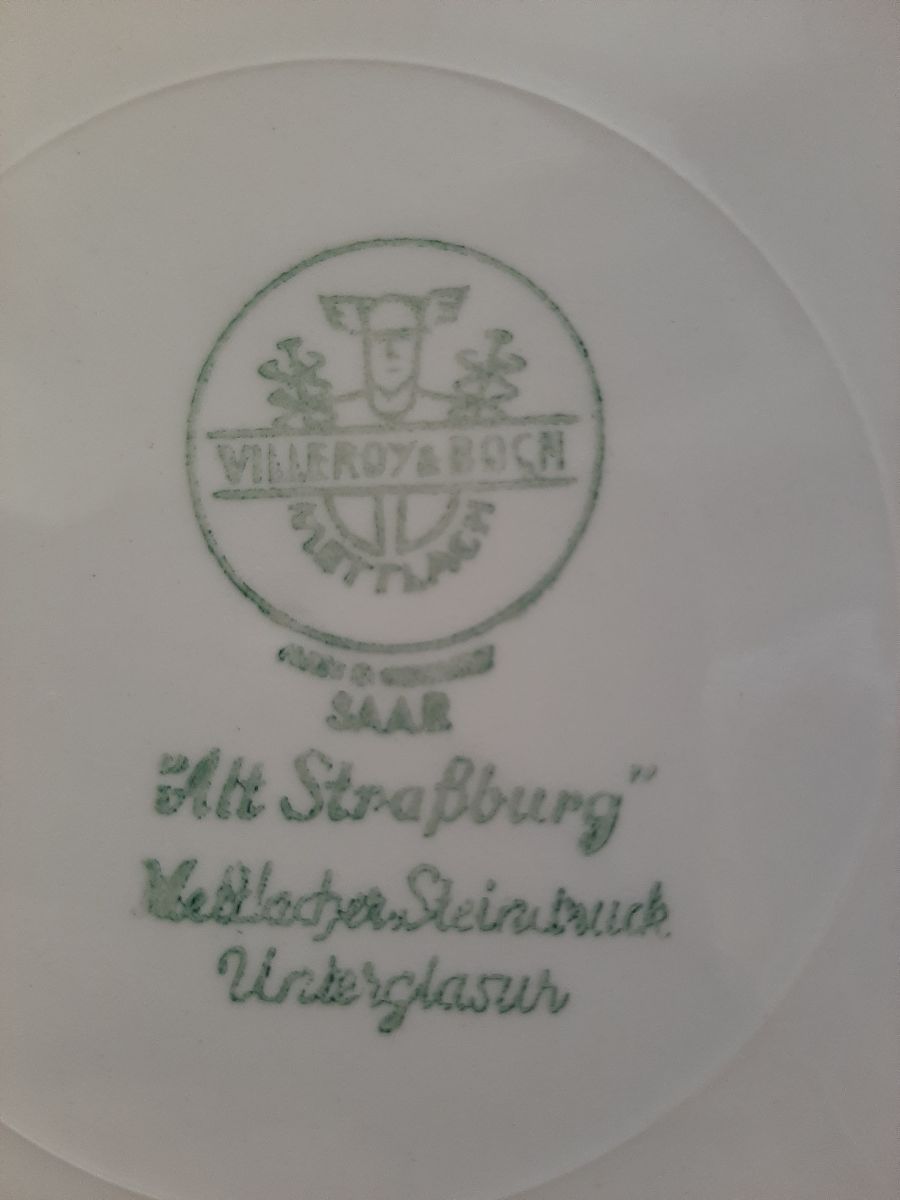 VILLEROY & BOCH
METTLACH
SAAR
"Alt Straßburg"
Mettlacher Steindruck
Unterglasur